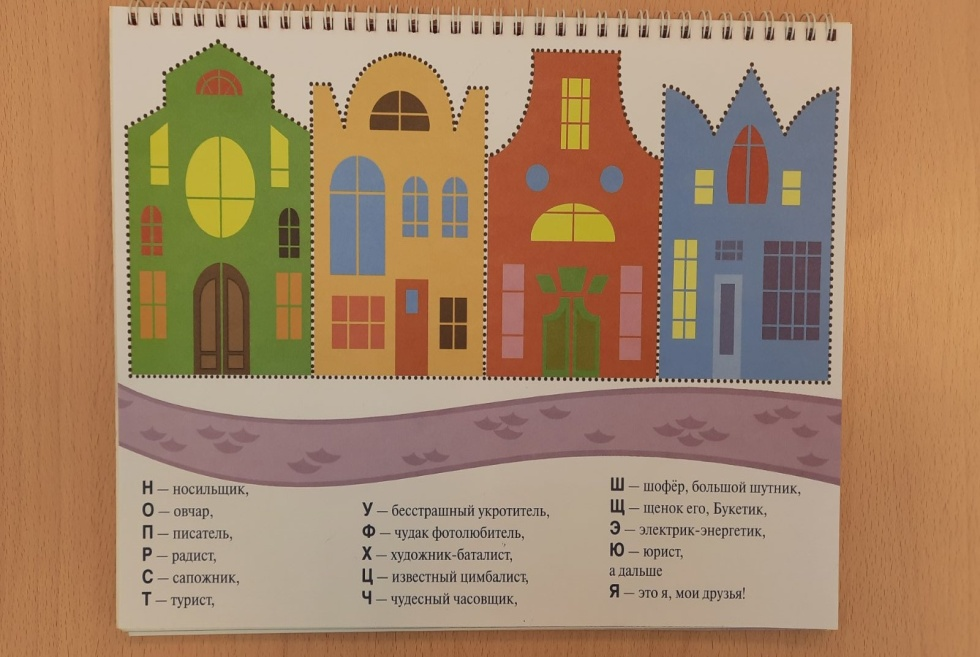 Н — носильщик,
О — овчар,
П — писатель,
Р — радист,
С — сапожник,
Т — турист,
У — бесстрашный укротитель,
Ф — чудак фотолюбитель,
Х — художник-баталист,
Ц — известный цимбалист,
Ч — чудесный часовщик,
Ш — шофёр, большой шутник,
Щ — щенок его, Букетик,
Э — электрик-энергетик,
Ю — юрист,
а дальше
Я — это я, мои друзья!